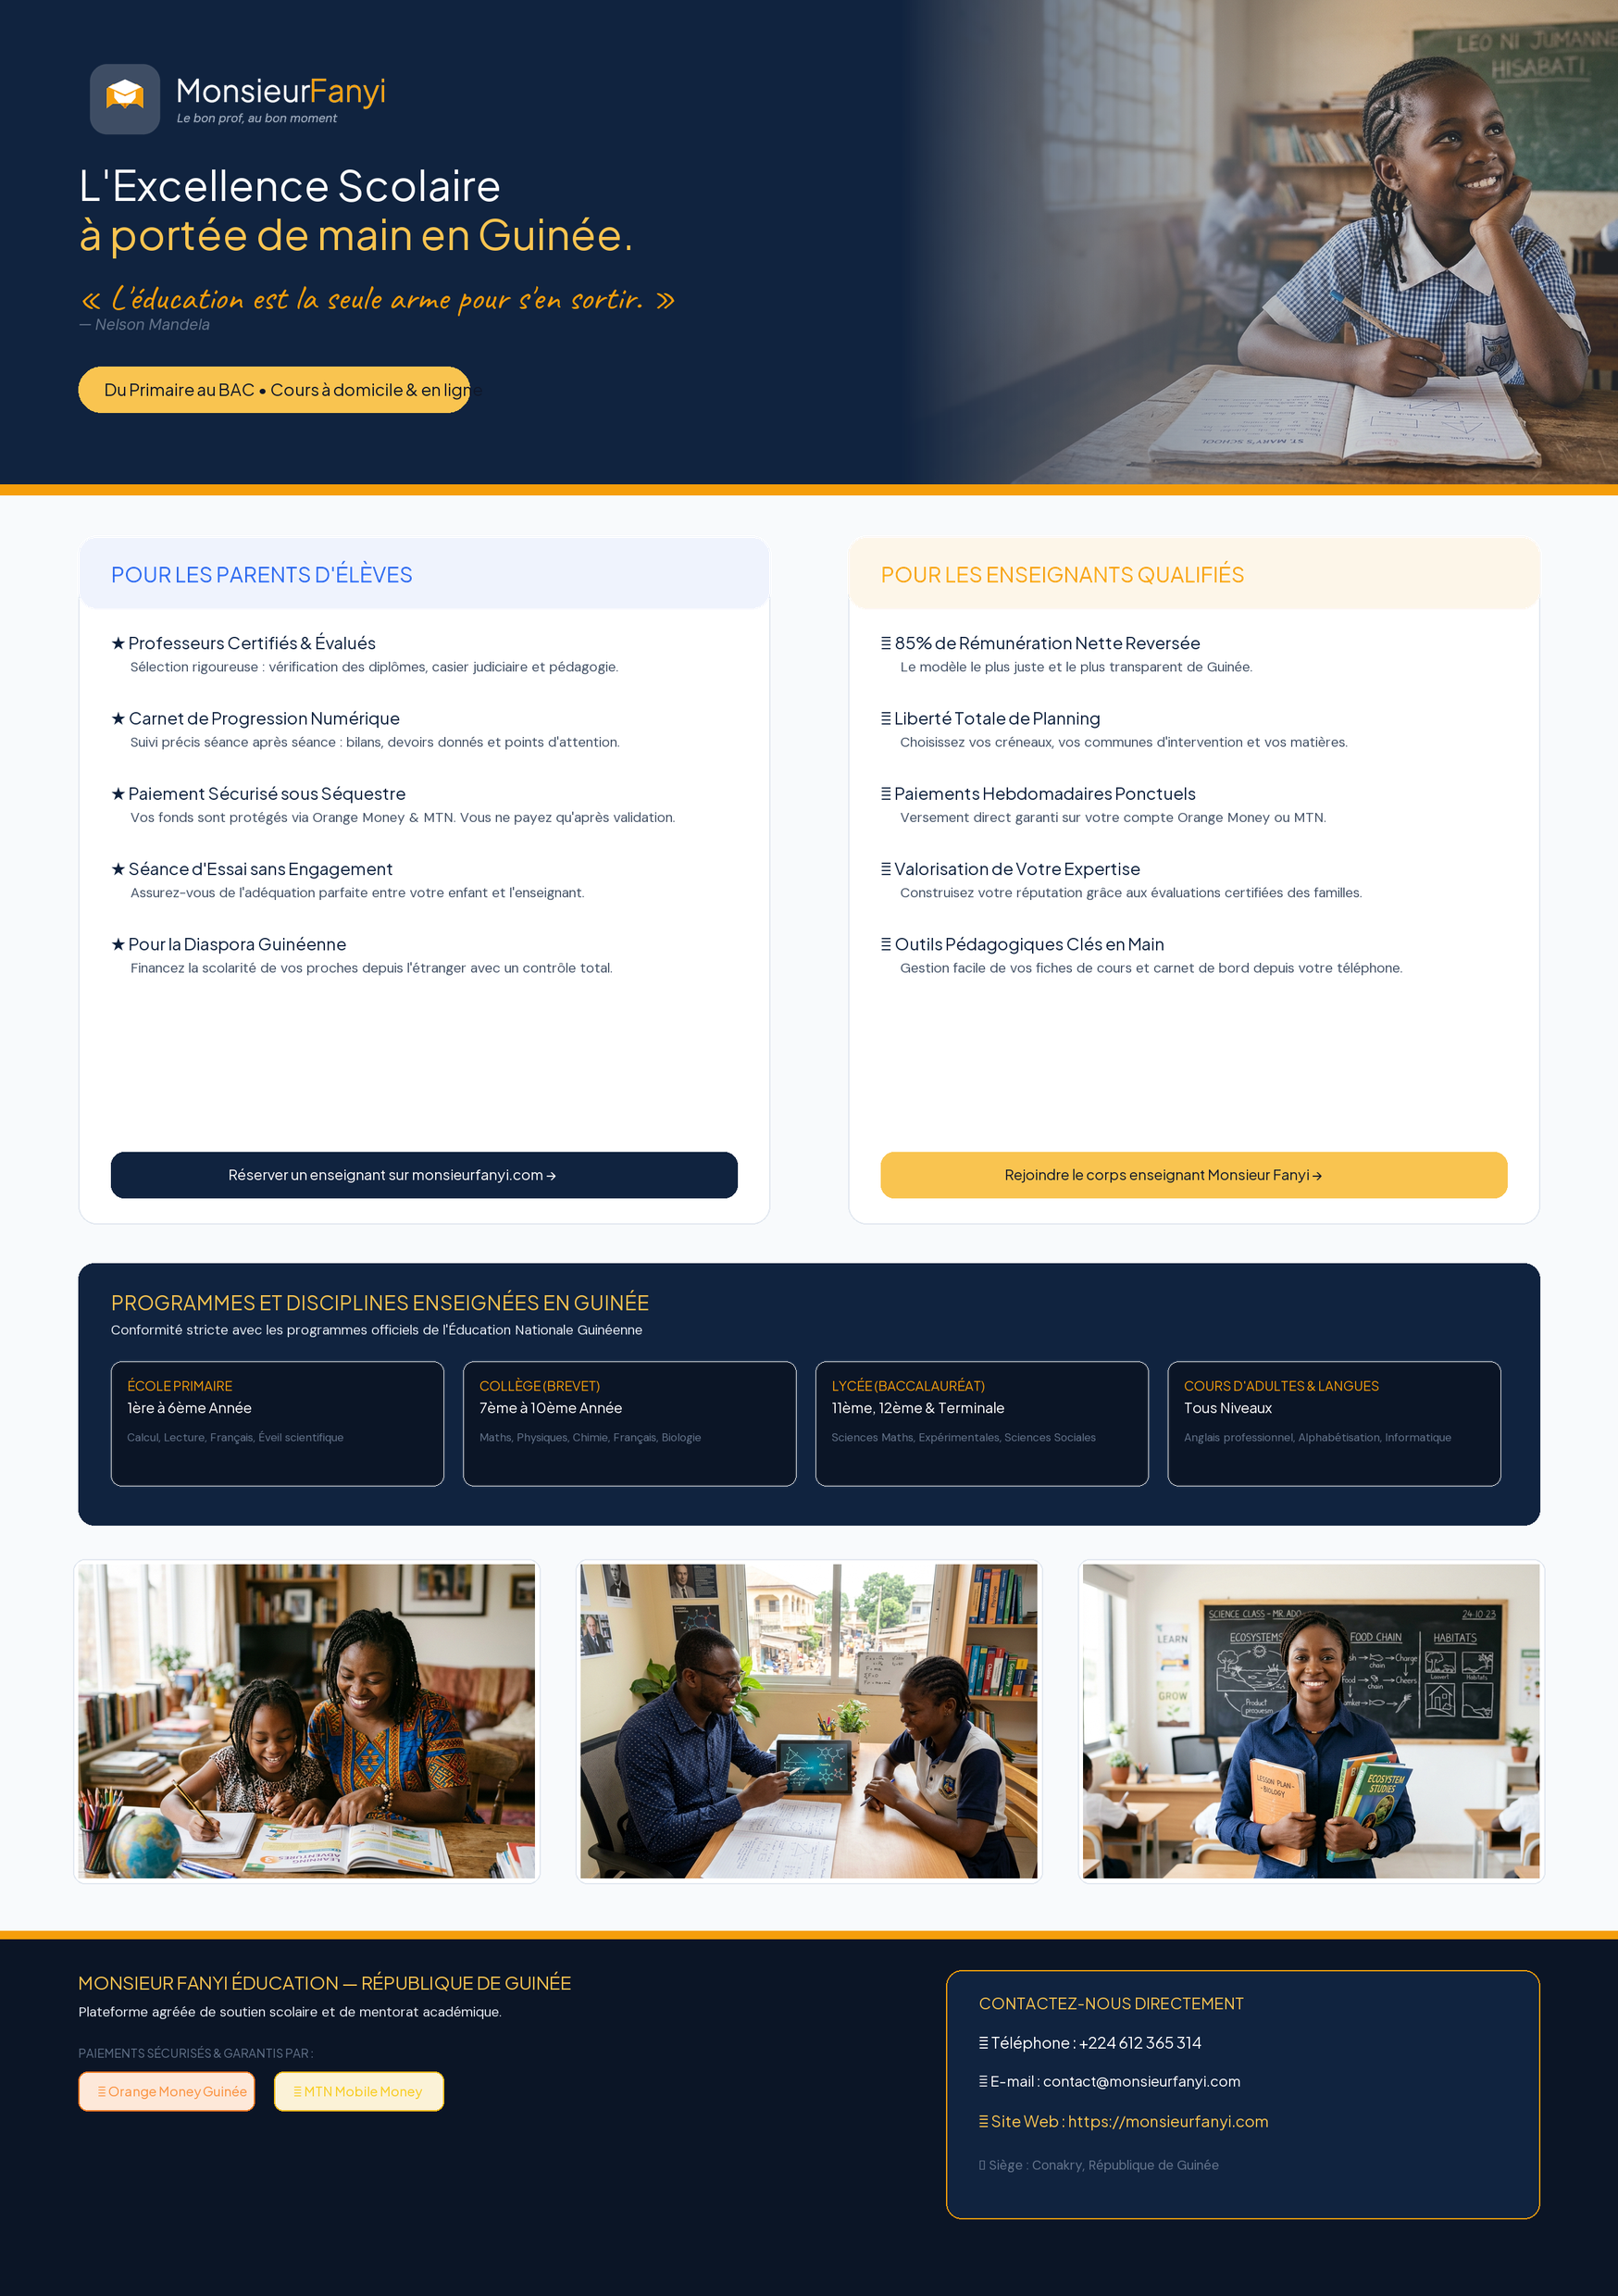 LEO NI JUMANNE
HISABATI.
MonsieurFanyi
Le bon prof, au bon moment
L'Excellence Scolaire
à portée de main en Guinée.
« L'éducation est la seule arme pour s'en sortir. »
— Nelson Mandela
Du Primaire au BAC • Cours à domicile & en ligne
ST. MARY'S SCHOOL
POUR LES PARENTS D'ÉLÈVES
★ Professeurs Certifiés & Évalués
Sélection rigoureuse : vérification des diplômes, casier judiciaire et pédagogie.
★ Carnet de Progression Numérique
Suivi précis séance après séance : bilans, devoirs donnés et points d'attention.
★ Paiement Sécurisé sous Séquestre
Vos fonds sont protégés via Orange Money & MTN. Vous ne payez qu'après validation.
★ Séance d'Essai sans Engagement
Assurez-vous de l'adéquation parfaite entre votre enfant et l'enseignant.
★ Pour la Diaspora Guinéenne
Financez la scolarité de vos proches depuis l'étranger avec un contrôle total.
Réserver un enseignant sur monsieurfanyi.com →
POUR LES ENSEIGNANTS QUALIFIÉS
85% de Rémunération Nette Reversée
Le modèle le plus juste et le plus transparent de Guinée.
Liberté Totale de Planning
Choisissez vos créneaux, vos communes d'intervention et vos matières.
Paiements Hebdomadaires Ponctuels
Versement direct garanti sur votre compte Orange Money ou MTN.
Valorisation de Votre Expertise
Construisez votre réputation grâce aux évaluations certifiées des familles.
Outils Pédagogiques Clés en Main
Gestion facile de vos fiches de cours et carnet de bord depuis votre téléphone.
Rejoindre le corps enseignant Monsieur Fanyi →
PROGRAMMES ET DISCIPLINES ENSEIGNÉES EN GUINÉE
Conformité stricte avec les programmes officiels de l'Éducation Nationale Guinéenne
ÉCOLE PRIMAIRE
1ère à 6ème Année
Calcul, Lecture, Français, Éveil scientifique
COLLÈGE (BREVET)
7ème à 10ème Année
Maths, Physiques, Chimie, Français, Biologie
LYCÉE (BACCALAURÉAT)
11ème, 12ème & Terminale
Sciences Maths, Expérimentales, Sciences Sociales
COURS D'ADULTES & LANGUES
Tous Niveaux
Anglais professionnel, Alphabétisation, Informatique
LEARNING ADVENTURES
SCIENCE CLASS - MR. ADO
24·10·23
LEARN
ECOSYSTEMS
FOOD CHAIN
HABITATS
GROW
Product
chain
Charge
Food
chain
Cheers
LESSON PLAN -
BIOLOGY
ECOSYSTEM
STUDIES
MONSIEUR FANYI ÉDUCATION — RÉPUBLIQUE DE GUINÉE
Plateforme agréée de soutien scolaire et de mentorat académique.
PAIEMENTS SÉCURISÉS & GARANTIS PAR :
Orange Money Guinée
MTN Mobile Money
CONTACTEZ-NOUS DIRECTEMENT
Téléphone : +224 612 365 314
E-mail : contact@monsieurfanyi.com
Site Web : https://monsieurfanyi.com
Siège : Conakry, République de Guinée